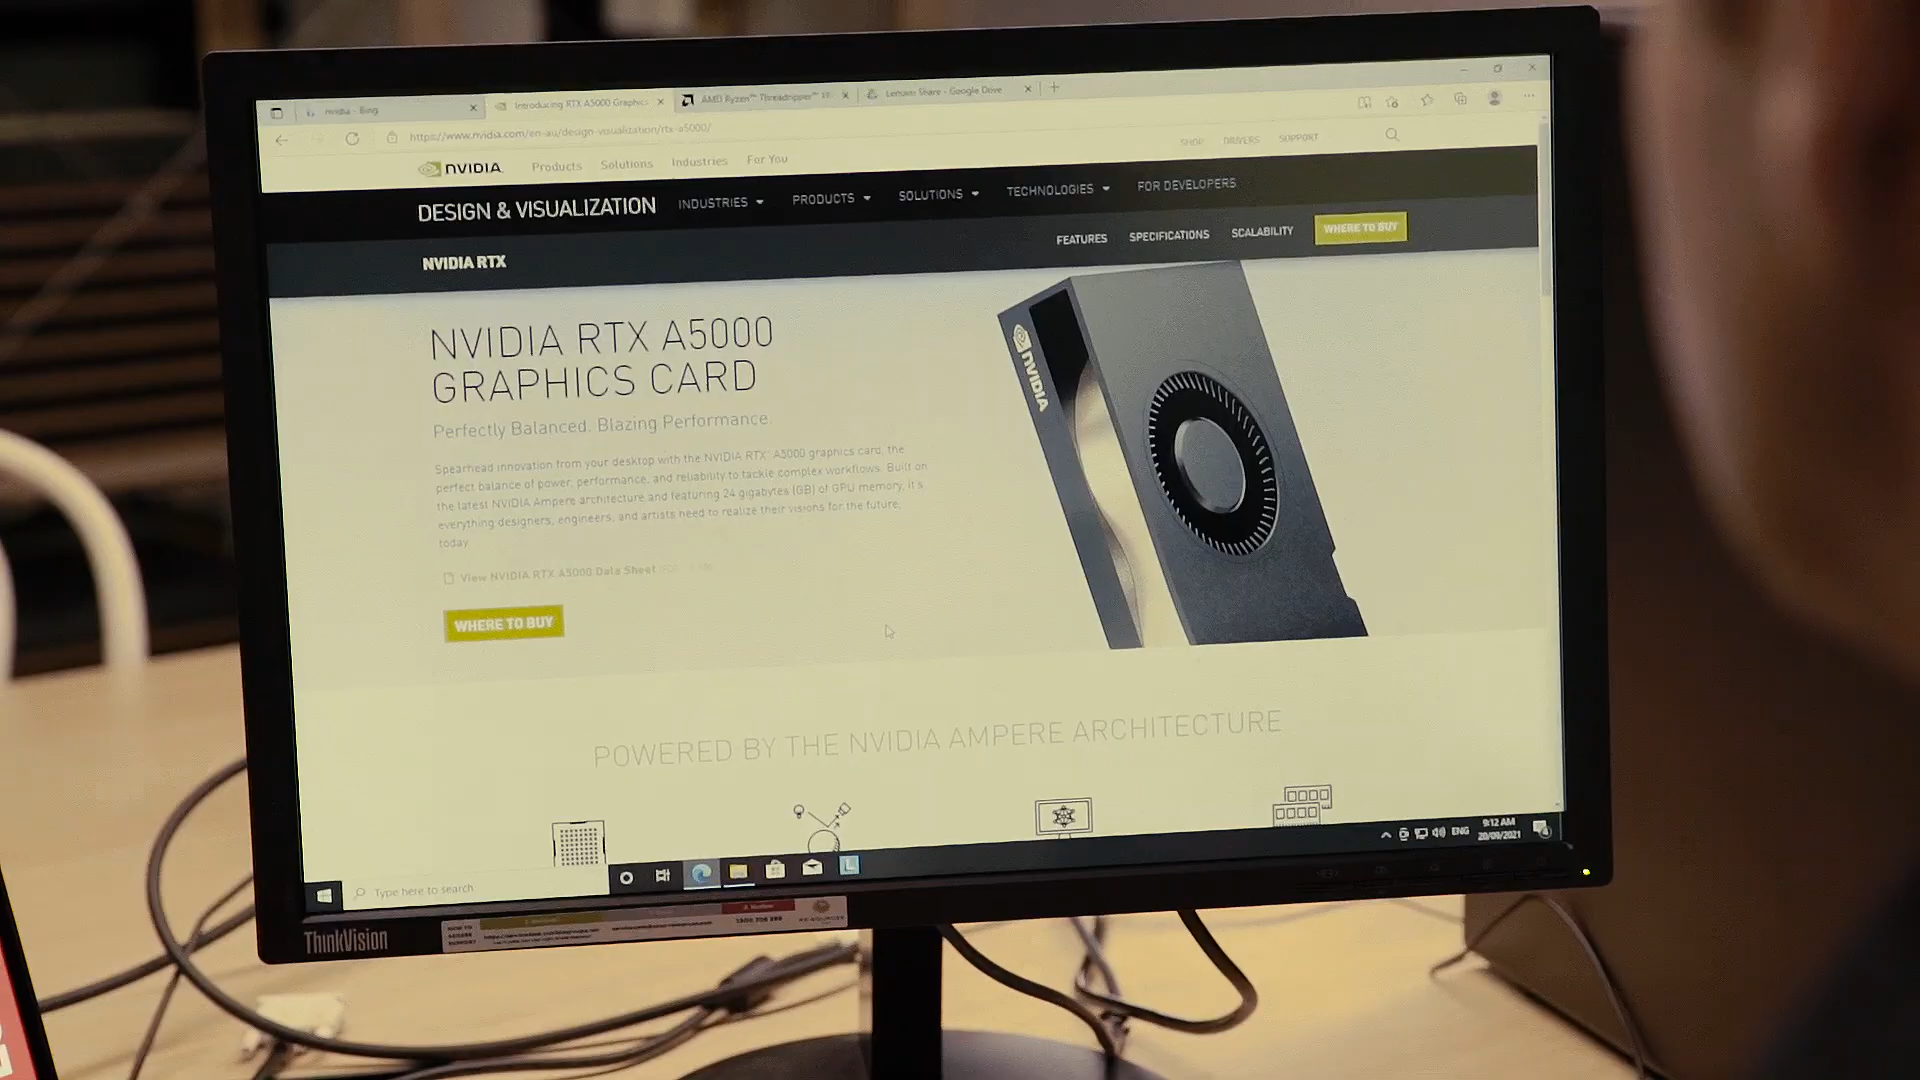 nvidia - Bing
Introducing RTX A5000 Graphics
AMD Ryzen™ Threadripper™
Lenovo Share - Google Drive
https://www.nvidia.com/en-au/design-visualization/rtx-a5000/
NVIDIA Products Solutions Industries For You
SHOP DRIVERS SUPPORT
DESIGN & VISUALIZATION INDUSTRIES PRODUCTS SOLUTIONS TECHNOLOGIES FOR DEVELOPERS
NVIDIA RTX FEATURES SPECIFICATIONS SCALABILITY WHERE TO BUY
NVIDIA RTX A5000
GRAPHICS CARD
Perfectly Balanced. Blazing Performance.
Spearhead innovation from your desktop with the NVIDIA RTX™ A5000 graphics card, the
perfect balance of power, performance, and reliability to tackle complex workflows. Built on
the latest NVIDIA Ampere architecture and featuring 24 gigabytes (GB) of GPU memory, it's
everything designers, engineers, and artists need to realize their visions for the future,
today.
View NVIDIA RTX A5000 Data Sheet
WHERE TO BUY
NVIDIA
POWERED BY THE NVIDIA AMPERE ARCHITECTURE
Type here to search
ENG
9:12 AM
20/09/2021
4
L
ThinkVision